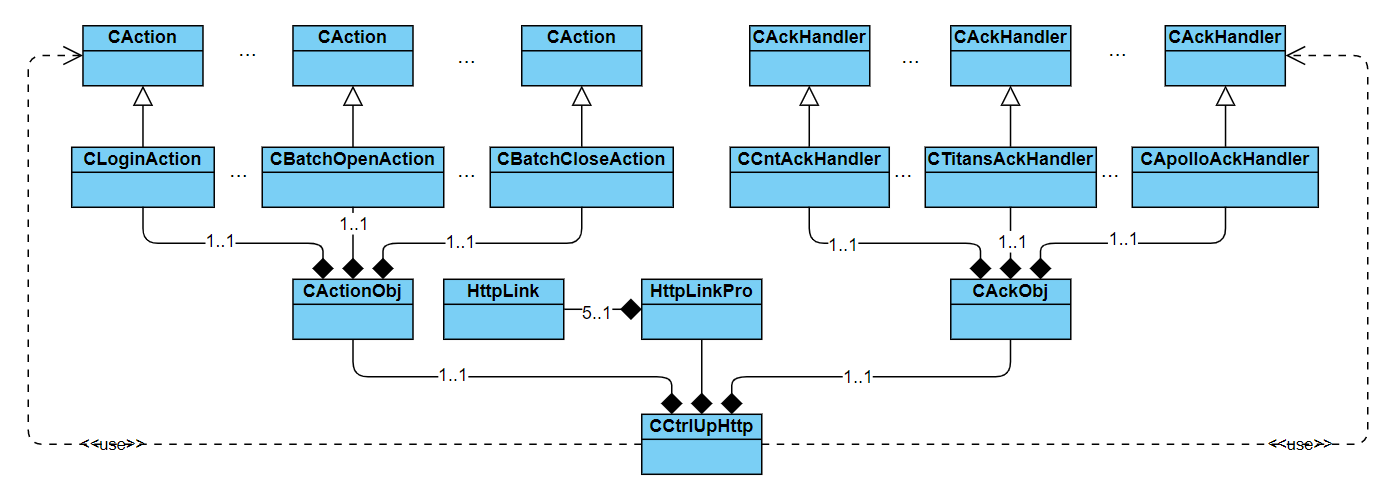 CAction
...
CAction
...
CAction
CAckHandler
...
CAckHandler
...
CAckHandler
CLoginAction
...
CBatchOpenAction
...
CBatchCloseAction
CCntAckHandler
...
CTitansAckHandler
...
CApolloAckHandler
1..1
1..1
1..1
1..1
1..1
1..1
CActionObj
HttpLink
5..1
HttpLinkPro
CAckObj
1..1
1..1
CCtrlUpHttp
<<use>>
<<use>>